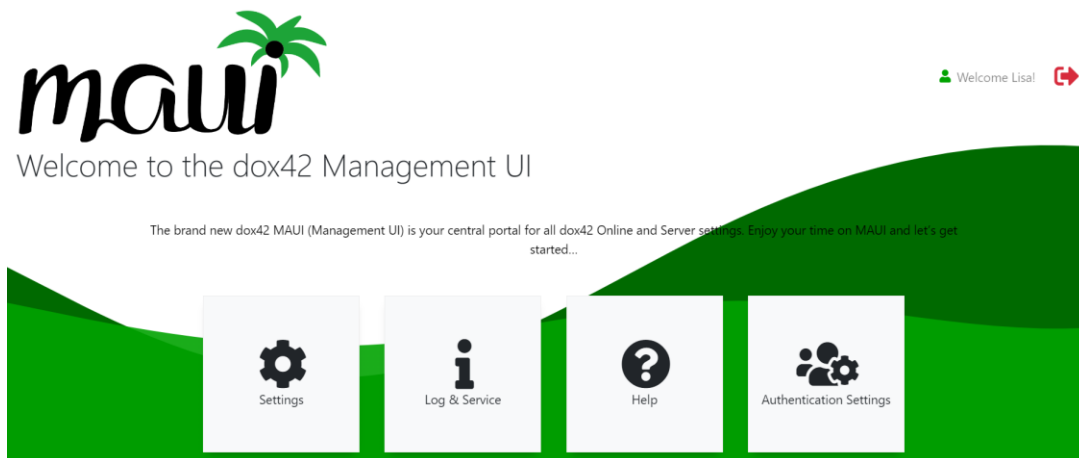 maui
Welcome Lisa!
Welcome to the dox42 Management UI
The brand new dox42 MAUI (Management UI) is your central portal for all dox42 Online and Server settings. Enjoy your time on MAUI and let's get
started...
Settings
Log & Service
Help
Authentication Settings